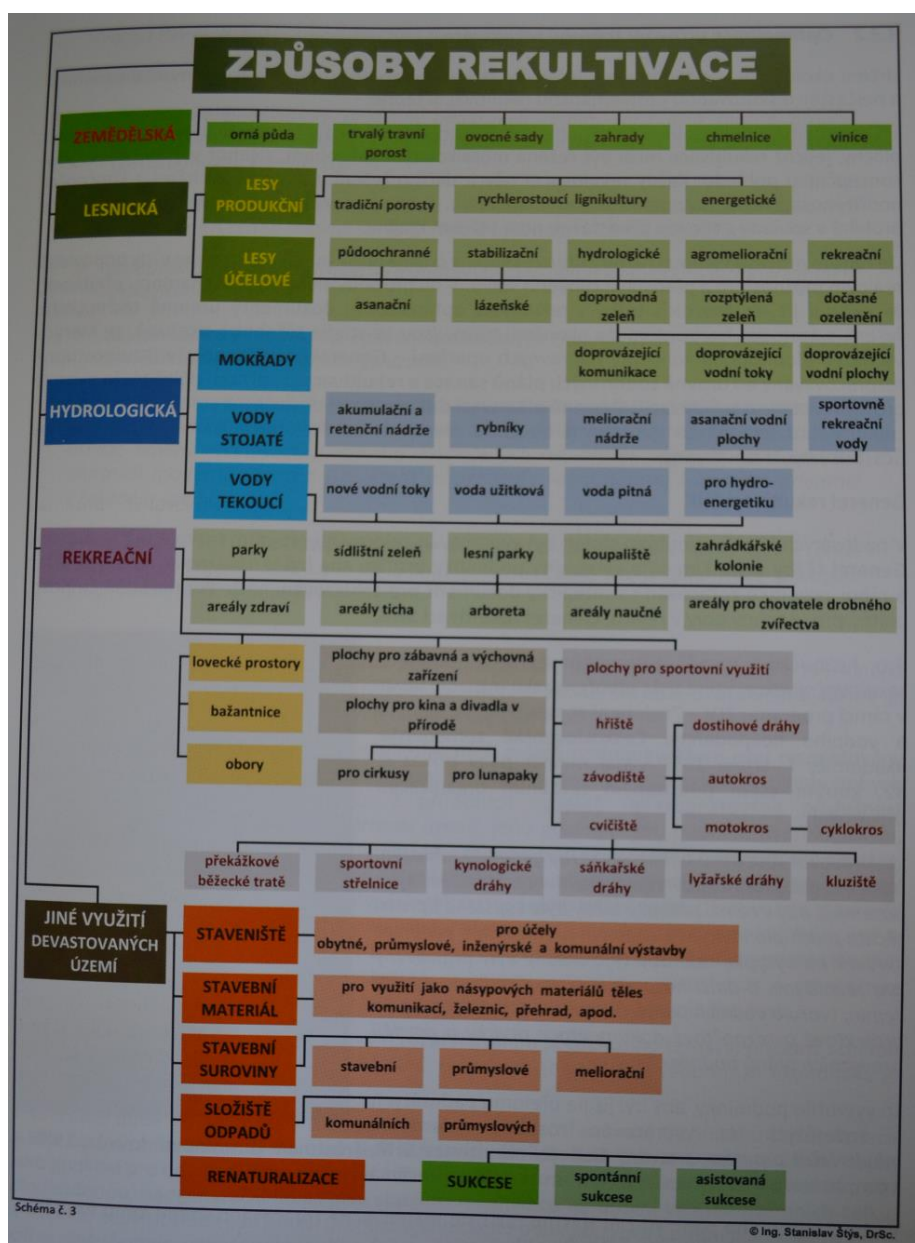 ZPŮSOBY REKULTIVACE
ZEMĚDĚLSKÁ
orná půda
trvalý travní
porost
ovocné sady
zahrady
chmelnice
vinice
LESNICKÁ
LESY
PRODUKČNÍ
tradiční porosty
rychlerostoucí lignikultury
energetické
LESY
ÚČELOVÉ
půdoochranné
stabilizační
hydrologické
agromeliorační
rekreační
asanační
lázeňské
doprovodná
zeleň
rozptýlená
zeleň
dočasné
ozelenění
doprovázející
komunikace
doprovázející
vodní toky
doprovázející
vodní plochy
HYDROLOGICKÁ
MOKŘADY
VODY
STOJATÉ
akumulační a
retenční nádrže
rybníky
meliorační
nádrže
asanační vodní
plochy
sportovně
rekreační
vody
VODY
TEKOUCÍ
nové vodní toky
voda užitková
voda pitná
pro hydro-
energetiku
REKREAČNÍ
parky
sídlištní zeleň
lesní parky
koupaliště
zahrádkářské
kolonie
areály zdraví
areály ticha
arboreta
areály naučné
areály pro chovatele drobného
zvířectva
lovecké prostory
plochy pro zábavná a výchovná
zařízení
plochy pro sportovní využití
bažantnice
plochy pro kina a divadla v
přírodě
hřiště
dostihové dráhy
obory
pro cirkusy
pro lunapaky
závodiště
autokros
cvičiště
motokros
cyklokros
překážkové
běžecké tratě
sportovní
střelnice
kynologické
dráhy
sáňkařské
dráhy
lyžařské dráhy
kluziště
JINÉ VYUŽITÍ
DEVASTOVANÝCH
ÚZEMÍ
STAVENIŠTĚ
pro účely
obytné, průmyslové, inženýrské a komunální výstavby
STAVEBNÍ
MATERIÁL
pro využití jako násypových materiálů těles
komunikací, železnic, přehrad, apod.
STAVEBNÍ
SUROVINY
stavební
průmyslové
meliorační
SLOŽIŠTĚ
ODPADŮ
komunálních
průmyslových
RENATURALIZACE
SUKCESE
spontánní
sukcese
asistovaná
sukcese
Schéma č. 3
© Ing. Stanislav Štýs, DrSc.